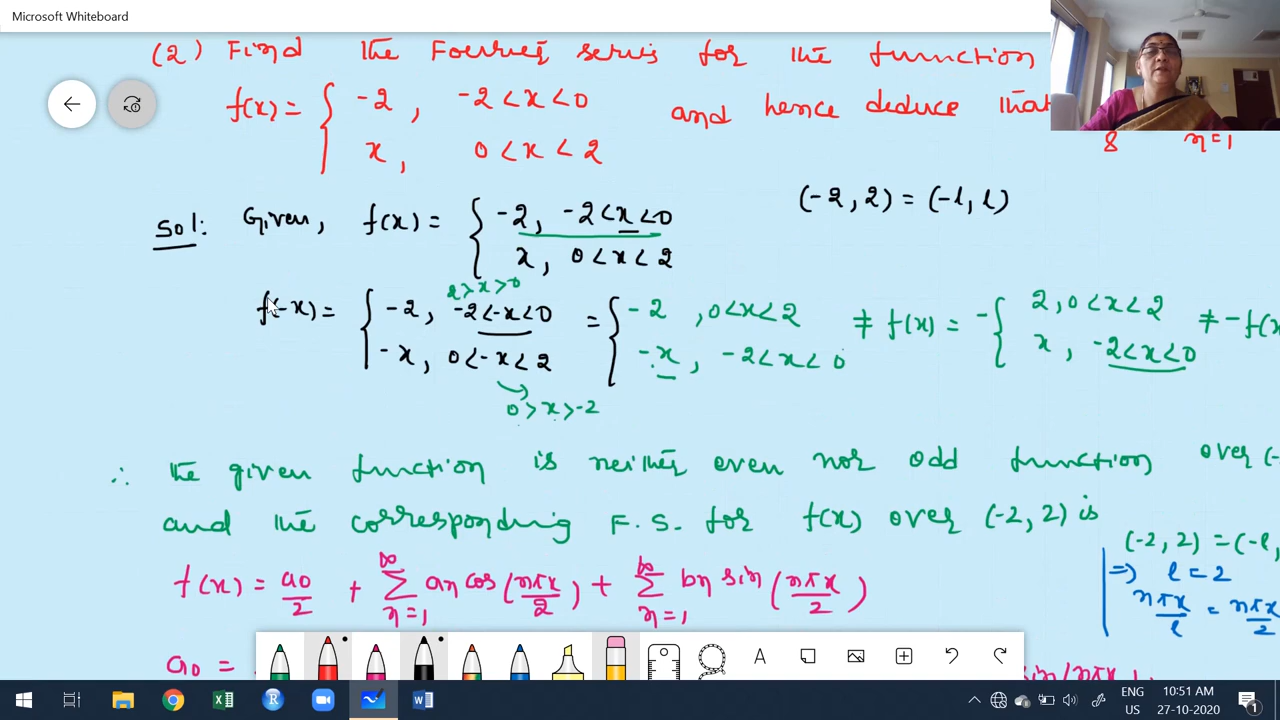 Microsoft Whiteboard
(2) Find the Fourier series for the function
f(x) = { -2, -2<x<0 and hence deduce that
x, 0<x<2
8 n=1
Sol: Given, f(x) = { -2, -2<x<0 (-2, 2) = (-l, l)
x, 0<x<2
2>x>0
f(-x) = { -2, -2<-x<0 = { -2, 0<x<2 ≠ f(x) = -{ 2, 0<x<2 ≠ -f(x
-x, 0<-x<2 -x, -2<x<0 x, -2<x<0
0>x>-2
∴ the given function is neither even nor odd function over (-
and the corresponding F.S. for f(x) over (-2, 2) is
(-2, 2) = (-l,
f(x) = a0/2 + ∑ n=1 ∞ an cos(nπx/2) + ∑ n=1 ∞ bn sin(nπx/2)
=> l = 2
nπx/l = nπx/2
a0 =
sin(nπx)
ENG
US
10:51 AM
27-10-2020
1